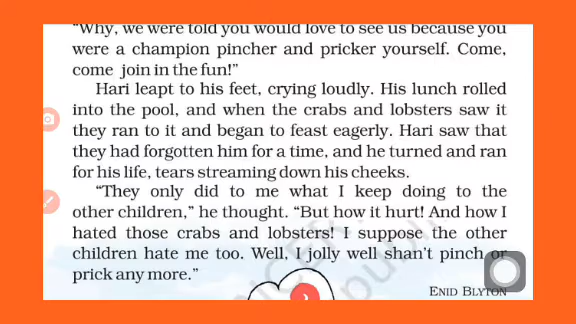 "Why, we were told you would love to see us because you
were a champion pincher and pricker yourself. Come,
come join in the fun!"
Hari leapt to his feet, crying loudly. His lunch rolled
into the pool, and when the crabs and lobsters saw it
they ran to it and began to feast eagerly. Hari saw that
they had forgotten him for a time, and he turned and ran
for his life, tears streaming down his cheeks.
"They only did to me what I keep doing to the
other children," he thought. "But how it hurt! And how I
hated those crabs and lobsters! I suppose the other
children hate me too. Well, I jolly well shan't pinch or
prick any more."
ENID BLYTON